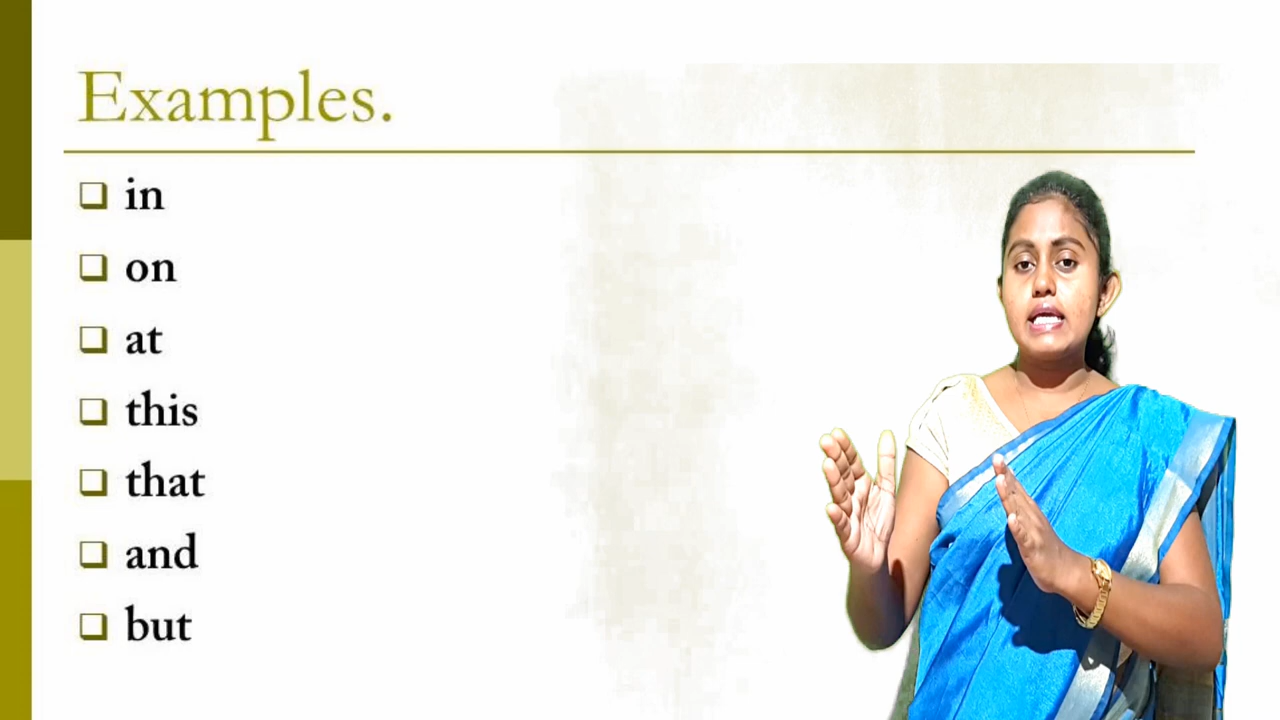 Examples.
in
on
at
this
that
and
but